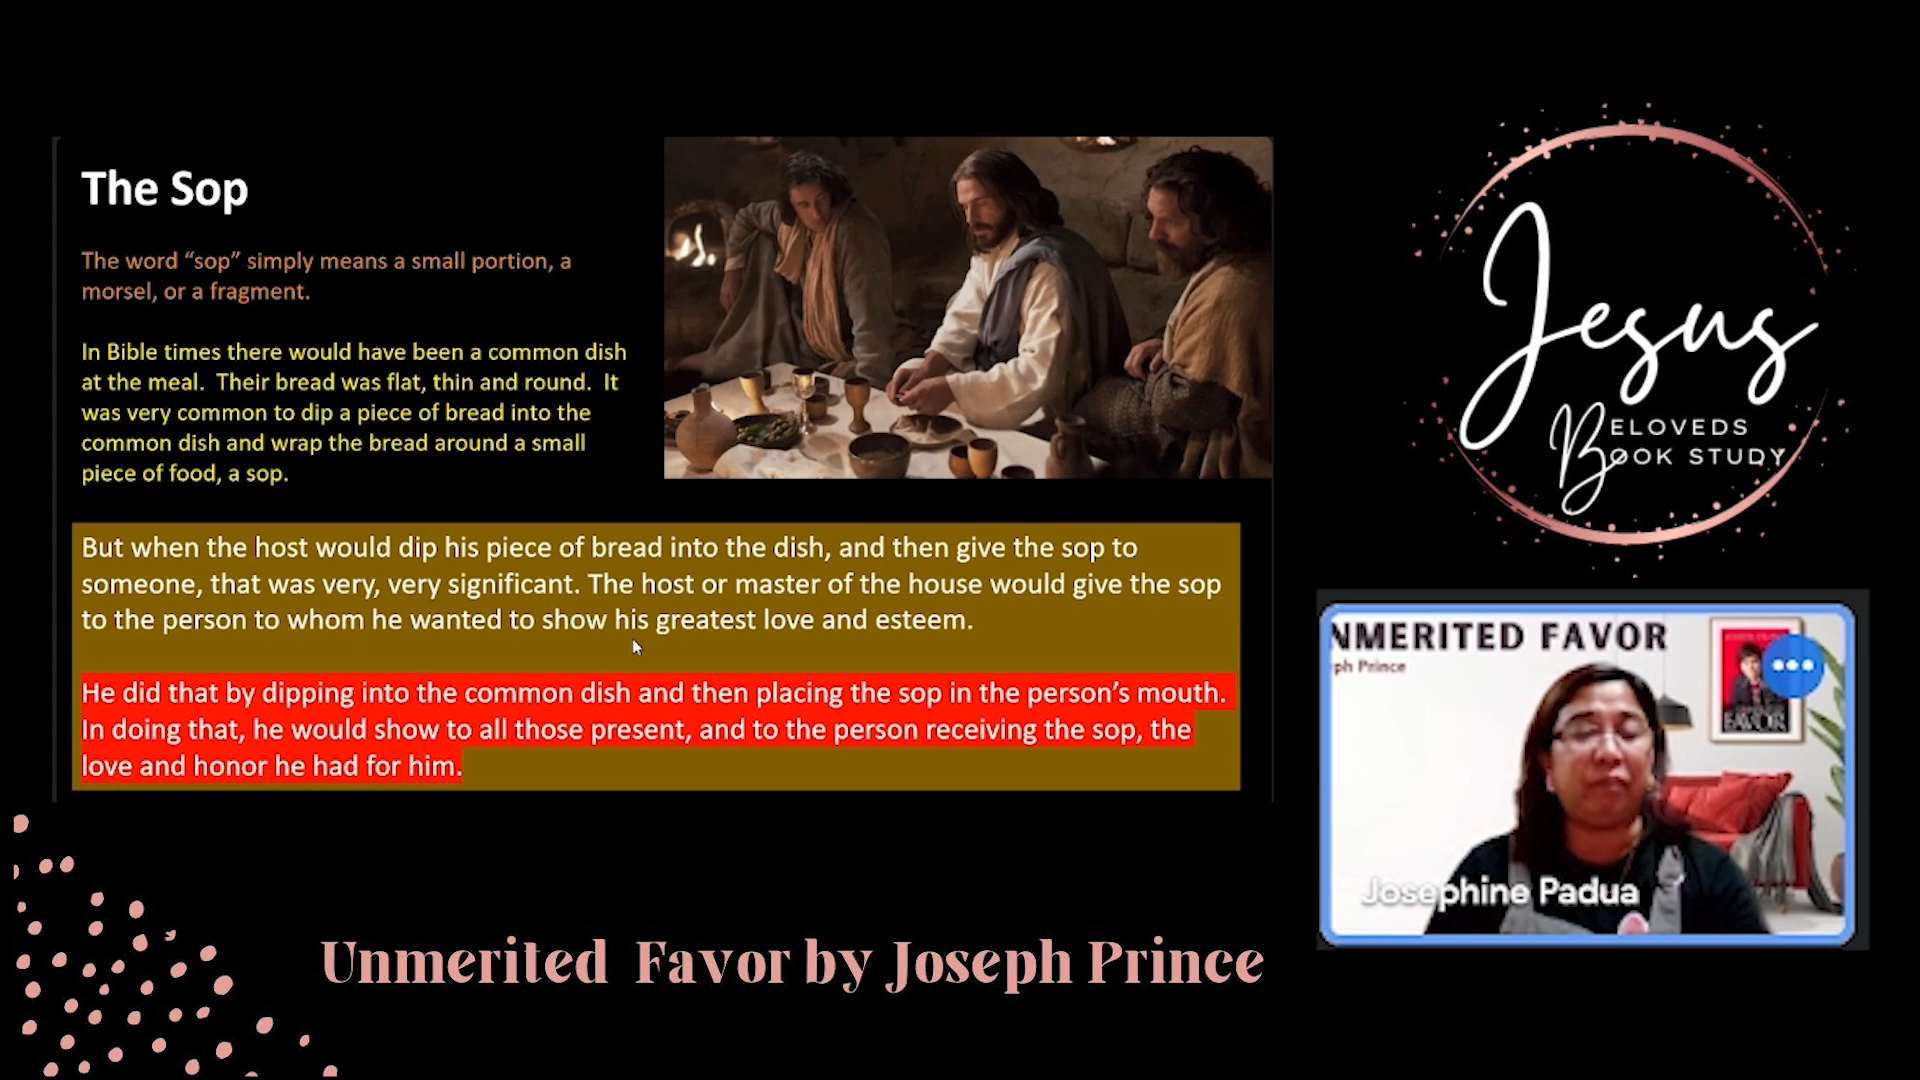 The Sop
The word “sop” simply means a small portion, a
morsel, or a fragment.
In Bible times there would have been a common dish
at the meal.  Their bread was flat, thin and round.  It
was very common to dip a piece of bread into the
common dish and wrap the bread around a small
piece of food, a sop.
But when the host would dip his piece of bread into the dish, and then give the sop to
someone, that was very, very significant. The host or master of the house would give the sop
to the person to whom he wanted to show his greatest love and esteem.
He did that by dipping into the common dish and then placing the sop in the person’s mouth.
In doing that, he would show to all those present, and to the person receiving the sop, the
love and honor he had for him.
Jesus
BELOVEDS
BOOK STUDY
NMERITED FAVOR
ph Prince
FAVOR
Josephine Padua
Unmerited Favor by Joseph Prince